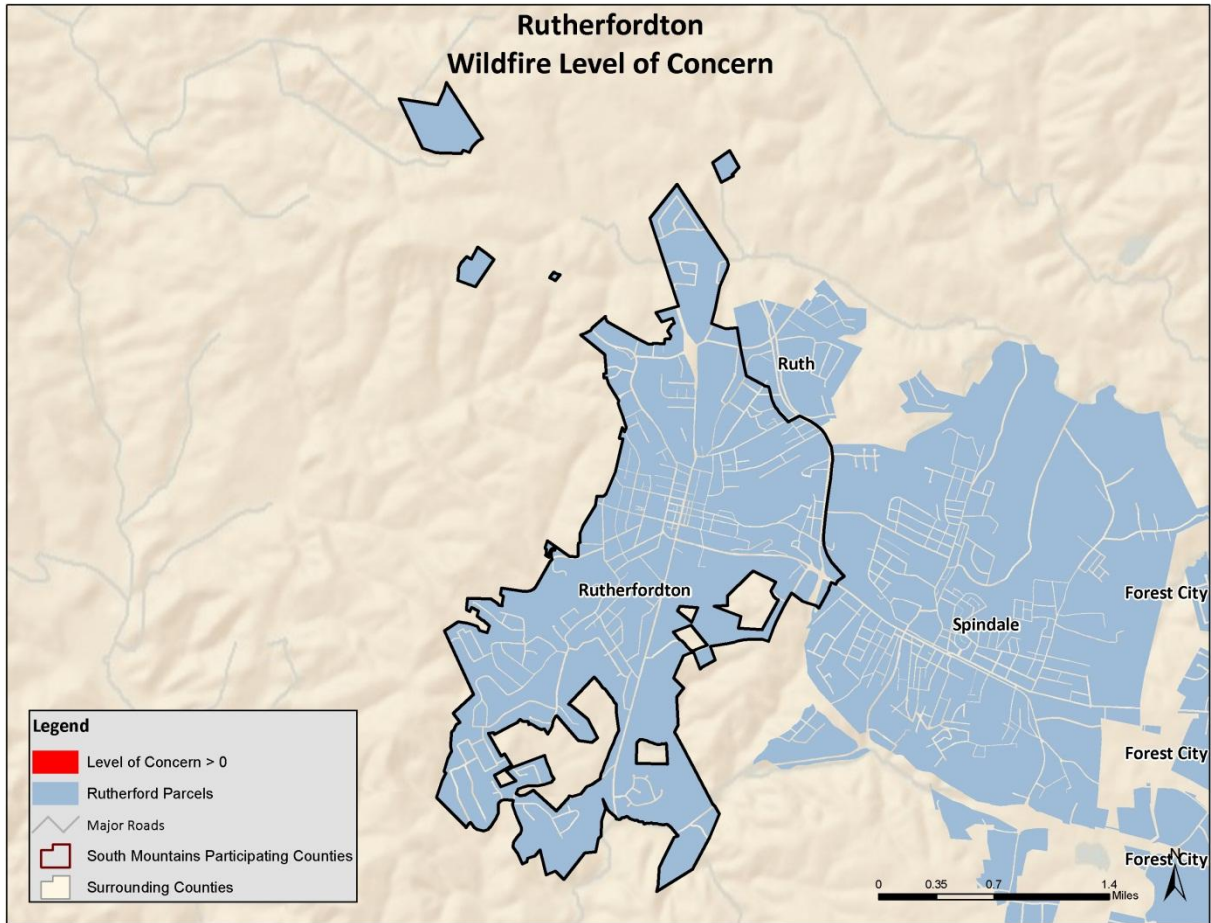 Rutherfordton
Wildfire Level of Concern
Ruth
Rutherfordton
Forest City
Spindale
Forest City
Forest City
Legend
Level of Concern > 0
Rutherford Parcels
Major Roads
South Mountains Participating Counties
Surrounding Counties
N
0 0.35 0.7 1.4
Miles